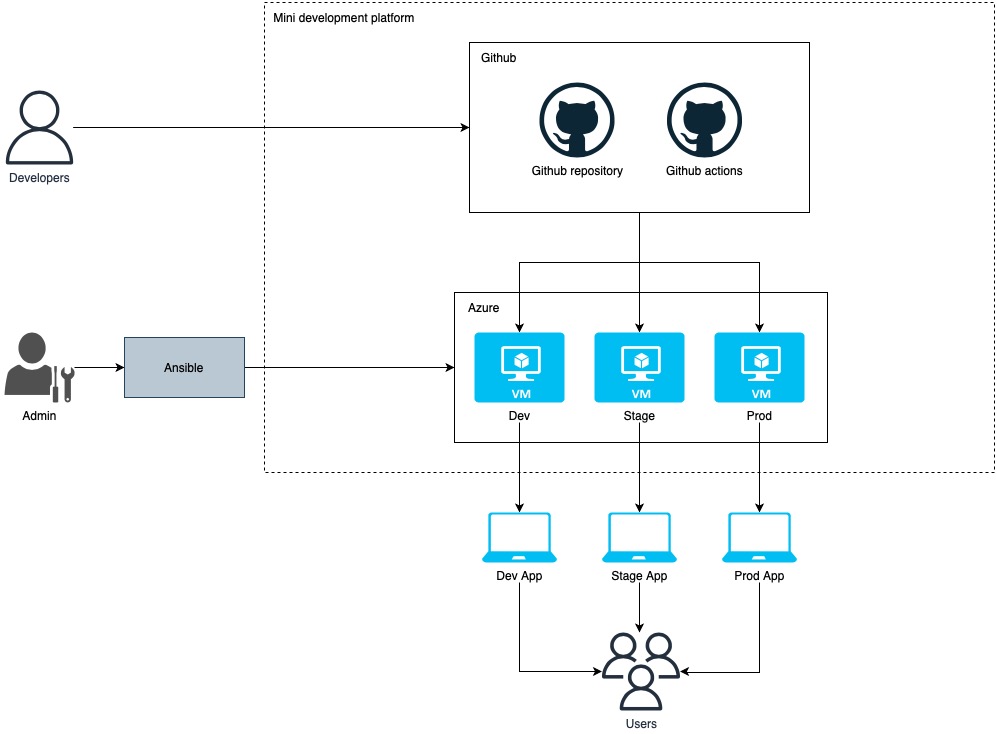 Mini development platform
Github
Github repository
Github actions
Developers
Azure
Ansible
Admin
VM
VM
VM
Dev
Stage
Prod
Dev App
Stage App
Prod App
Users